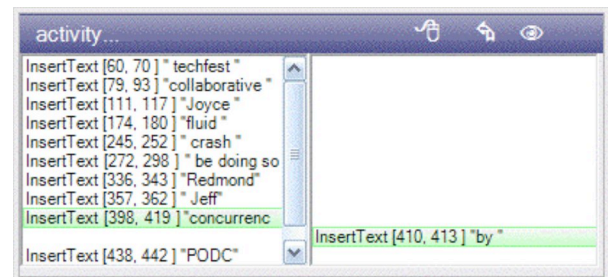 activity...
InsertText [60, 70 ] " techfest "
InsertText [79, 93 ] "collaborative "
InsertText [111, 117 ] "Joyce "
InsertText [174, 180 ] "fluid "
InsertText [245, 252 ] " crash "
InsertText [272, 298 ] " be doing so
InsertText [336, 343 ] "Redmond"
InsertText [357, 362 ] " Jeff"
InsertText [398, 419 ] "concurrenc
InsertText [410, 413 ] "by "
InsertText [438, 442 ] "PODC"